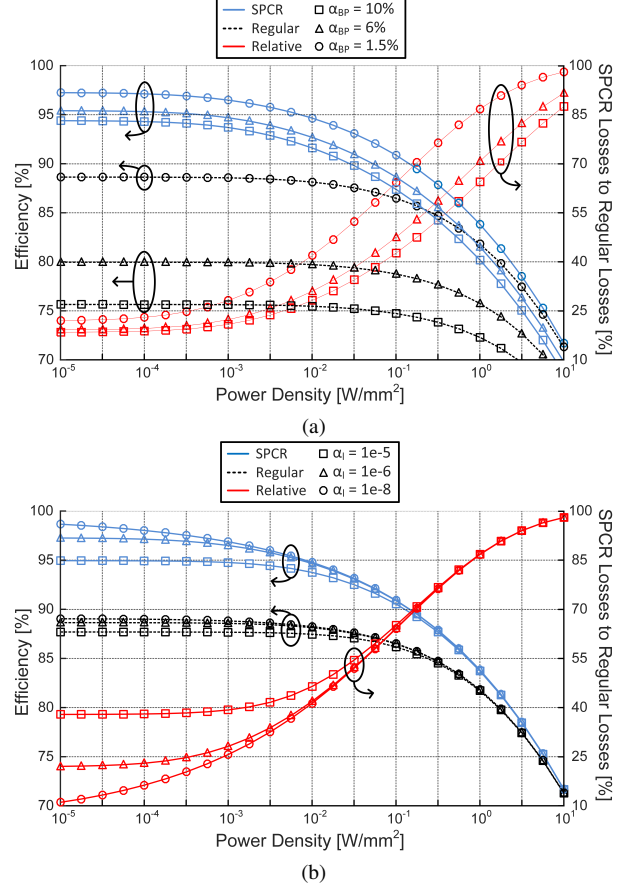 SPCR α_BP = 10%
Regular α_BP = 6%
Relative α_BP = 1.5%
100 100
95 85
90 70
85 55
80 40
75 25
70 10
Efficiency [%]
SPCR Losses to Regular Losses [%]
10^-5 10^-4 10^-3 10^-2 10^-1 10^0 10^1
Power Density [W/mm²]
(a)
SPCR α_I = 1e-5
Regular α_I = 1e-6
Relative α_I = 1e-8
100 100
95 85
90 70
85 55
80 40
75 25
70 10
Efficiency [%]
SPCR Losses to Regular Losses [%]
10^-5 10^-4 10^-3 10^-2 10^-1 10^0 10^1
Power Density [W/mm²]
(b)